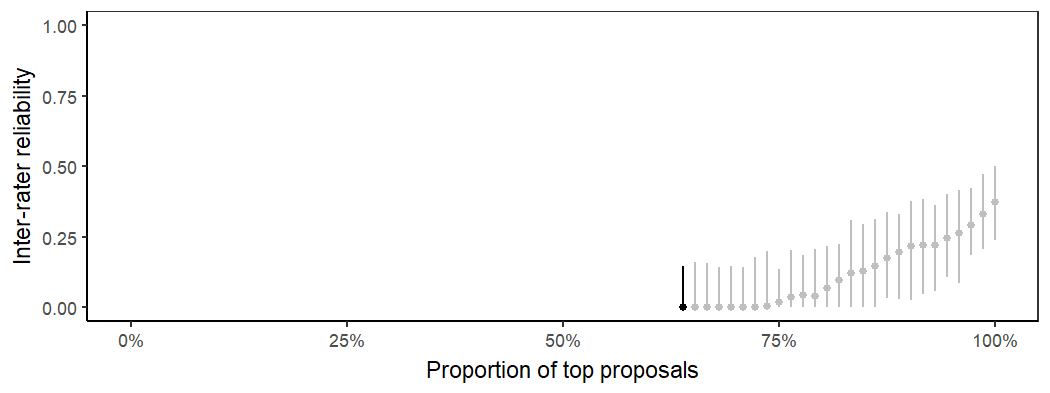 Inter-rater reliability
1.00
0.75
0.50
0.25
0.00
0% 25% 50% 75% 100%
Proportion of top proposals